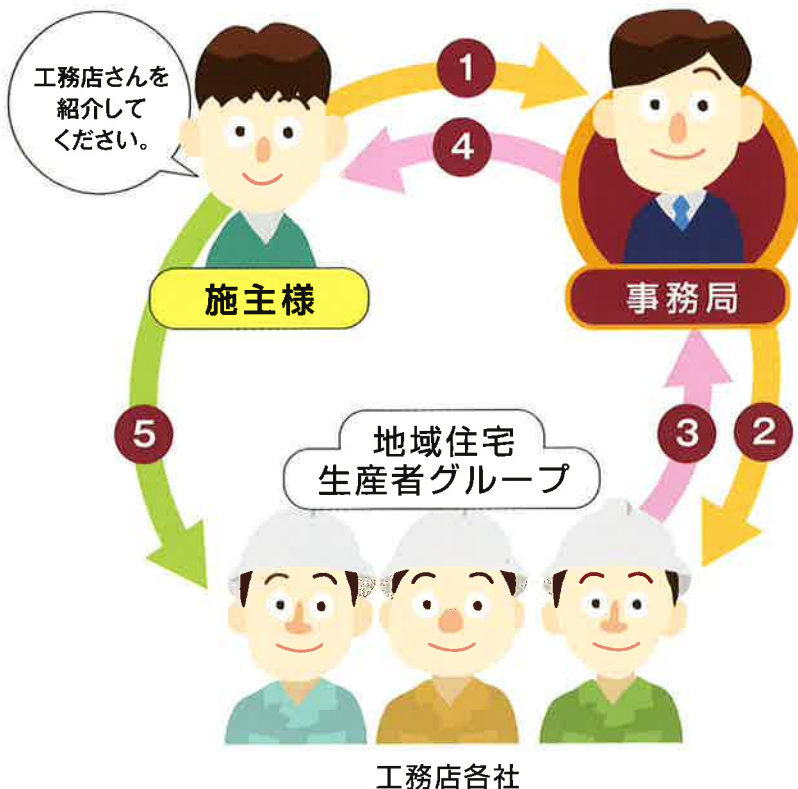 工務店さんを
紹介して
ください。
1
4
施主様
事務局
5
3
2
地域住宅
生産者グループ
工務店各社